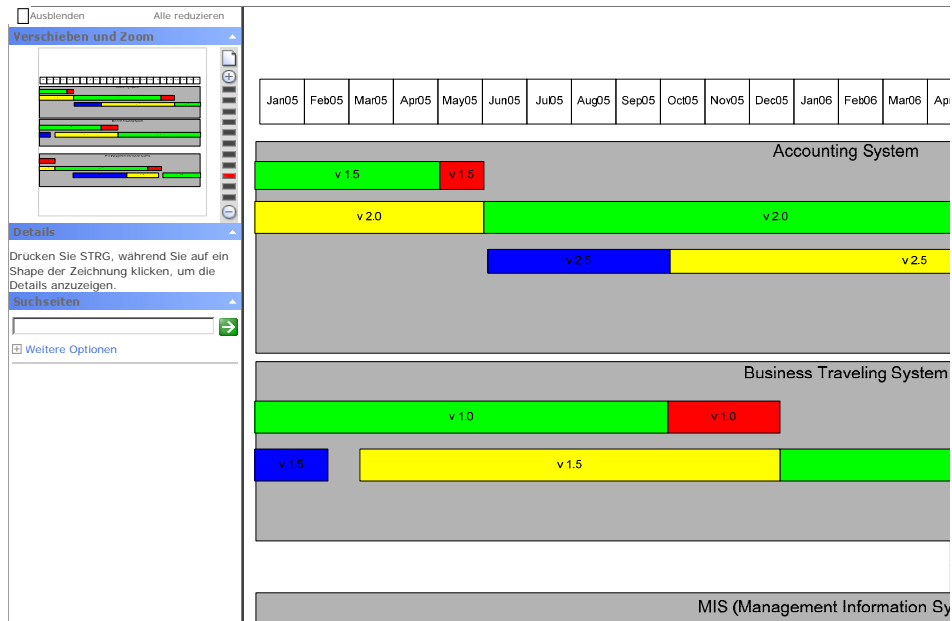 Ausblenden
Alle reduzieren
Verschieben und Zoom
Details
Drücken Sie STRG, während Sie auf ein
Shape der Zeichnung klicken, um die
Details anzuzeigen.
Suchseiten
Weitere Optionen
Jan05 Feb05 Mar05 Apr05 May05 Jun05 Jul05 Aug05 Sep05 Oct05 Nov05 Dec05 Jan06 Feb06 Mar06 Ap
Accounting System
v 1.5 v 1.5
v 2.0 v 2.0
v 2.5 v 2.5
Business Traveling System
v 1.0 v 1.0
v 1.5 v 1.5
MIS (Management Information Sy